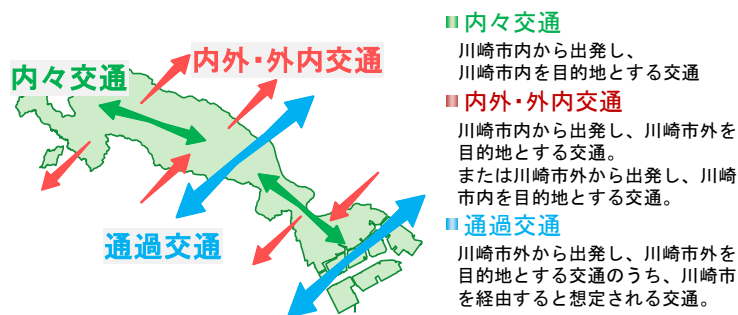 内々交通
内外・外内交通
通過交通
内々交通
川崎市内から出発し、
川崎市内を目的地とする交通
内外・外内交通
川崎市内から出発し、川崎市外を
目的地とする交通。
または川崎市外から出発し、川崎
市内を目的地とする交通。
通過交通
川崎市外から出発し、川崎市外を
目的地とする交通のうち、川崎市
を経由すると想定される交通。